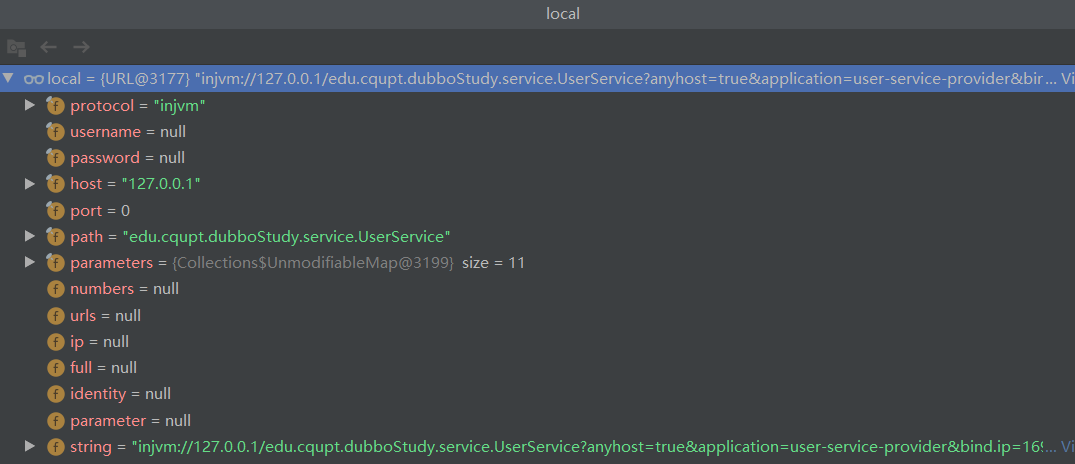 local
local = {URL@3177} "injvm://127.0.0.1/edu.cqupt.dubboStudy.service.UserService?anyhost=true&application=user-service-provider&bir... Vi
protocol = "injvm"
username = null
password = null
host = "127.0.0.1"
port = 0
path = "edu.cqupt.dubboStudy.service.UserService"
parameters = {Collections$UnmodifiableMap@3199} size = 11
numbers = null
urls = null
ip = null
full = null
identity = null
parameter = null
string = "injvm://127.0.0.1/edu.cqupt.dubboStudy.service.UserService?anyhost=true&application=user-service-provider&bind.ip=169... Vi